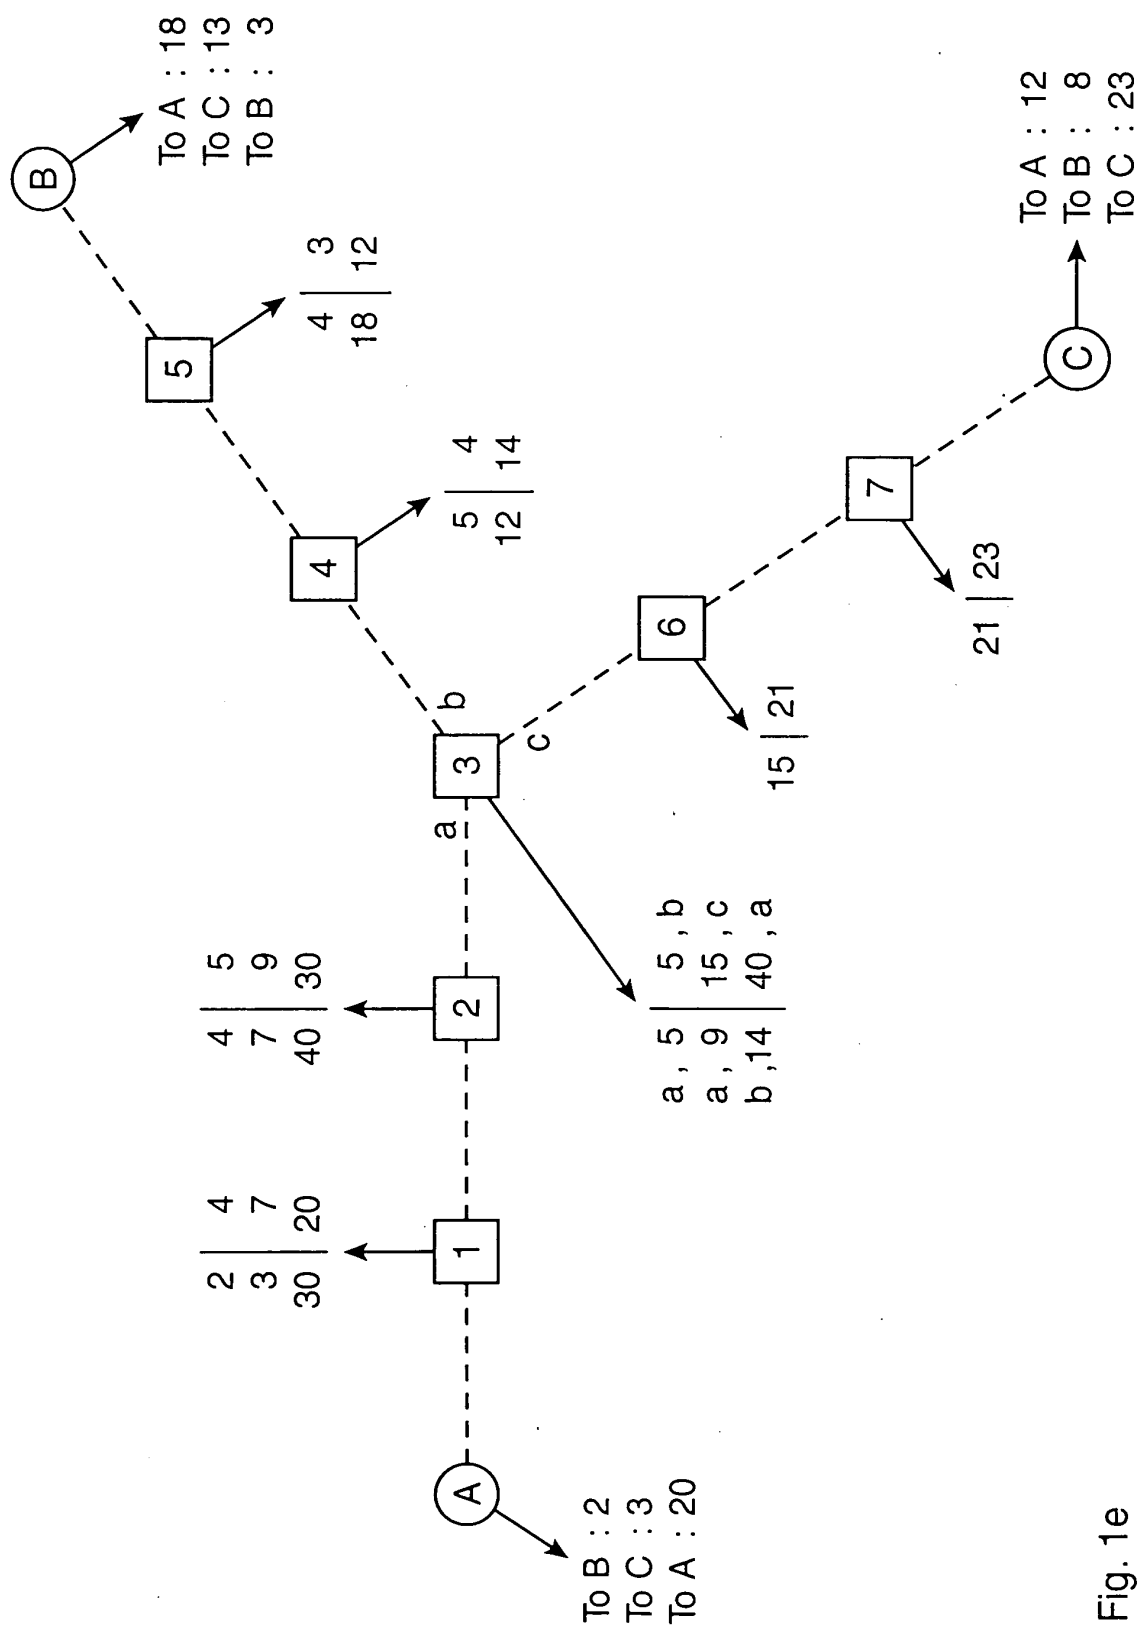 B
To A : 18
To C : 13
To B : 3
5
4 | 3
18 | 12
4
5 | 4
12 | 14
2 | 4
3 | 7
30 | 20
4 | 5
7 | 9
40 | 30
A
1
2
a
3
b
c
To B : 2
To C : 3
To A : 20
a, 5 | 5, b
a, 9 | 15, c
b, 14 | 40, a
6
15 | 21
7
21 | 23
C
To A : 12
To B : 8
To C : 23
Fig. 1e